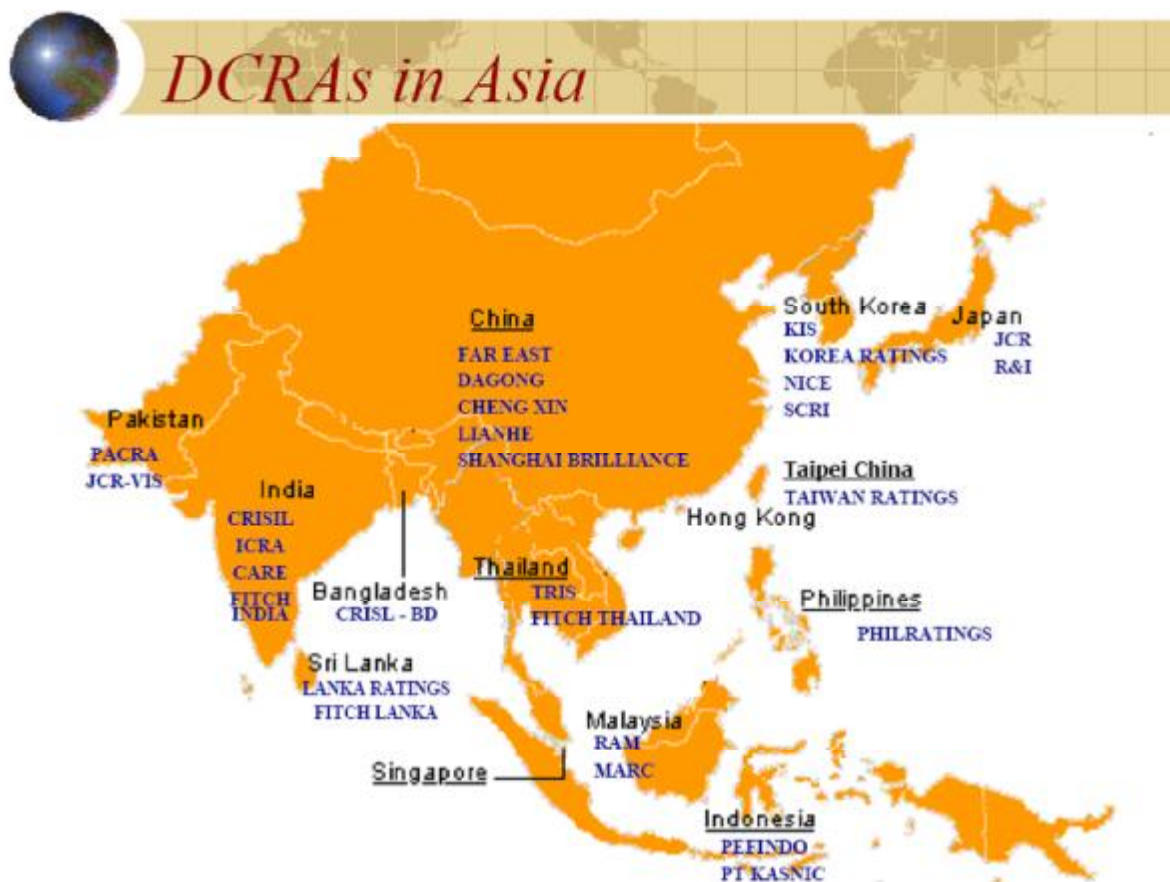 DCRAs in Asia
China
FAR EAST
DAGONG
CHENG XIN
LIANHE
SHANGHAI BRILLIANCE
South Korea
KIS
KOREA RATINGS
NICE
SCRI
Japan
JCR
R&I
Pakistan
PACRA
JCR-VIS
India
CRISIL
ICRA
CARE
FITCH
INDIA
Bangladesh
CRISL - BD
Sri Lanka
LANKA RATINGS
FITCH LANKA
Thailand
TRIS
FITCH THAILAND
Taipei China
TAIWAN RATINGS
Hong Kong
Philippines
PHILRATINGS
Malaysia
RAM
MARC
Singapore
Indonesia
PEFINDO
PT KASNIC